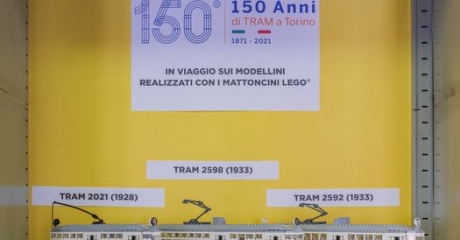 150°
150 Anni
di TRAM a Torino
1871 - 2021
IN VIAGGIO SUI MODELLINI
REALIZZATI CON I MATTONCINI LEGO®
TRAM 2598 (1933)
TRAM 2021 (1928)
TRAM 2592 (1933)